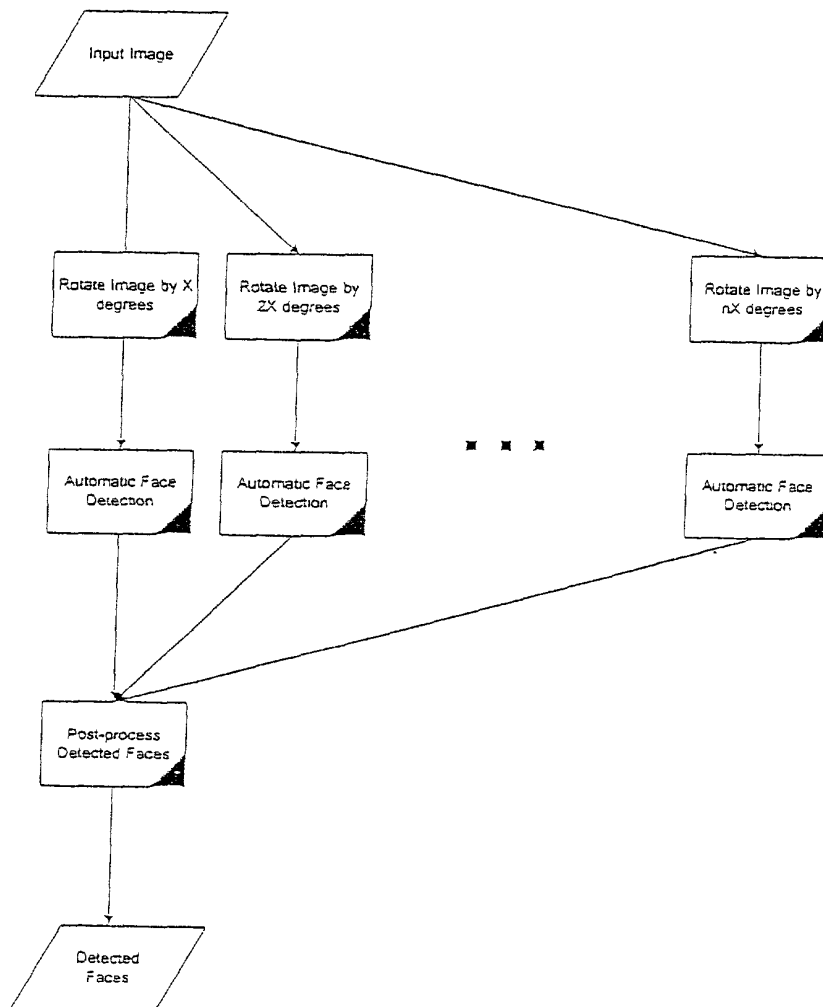 Input Image
Rotate Image by X
degrees
Rotate Image by
2X degrees
Rotate Image by
nX degrees
Automatic Face
Detection
Automatic Face
Detection
Automatic Face
Detection
Post-process
Detected Faces
Detected
Faces